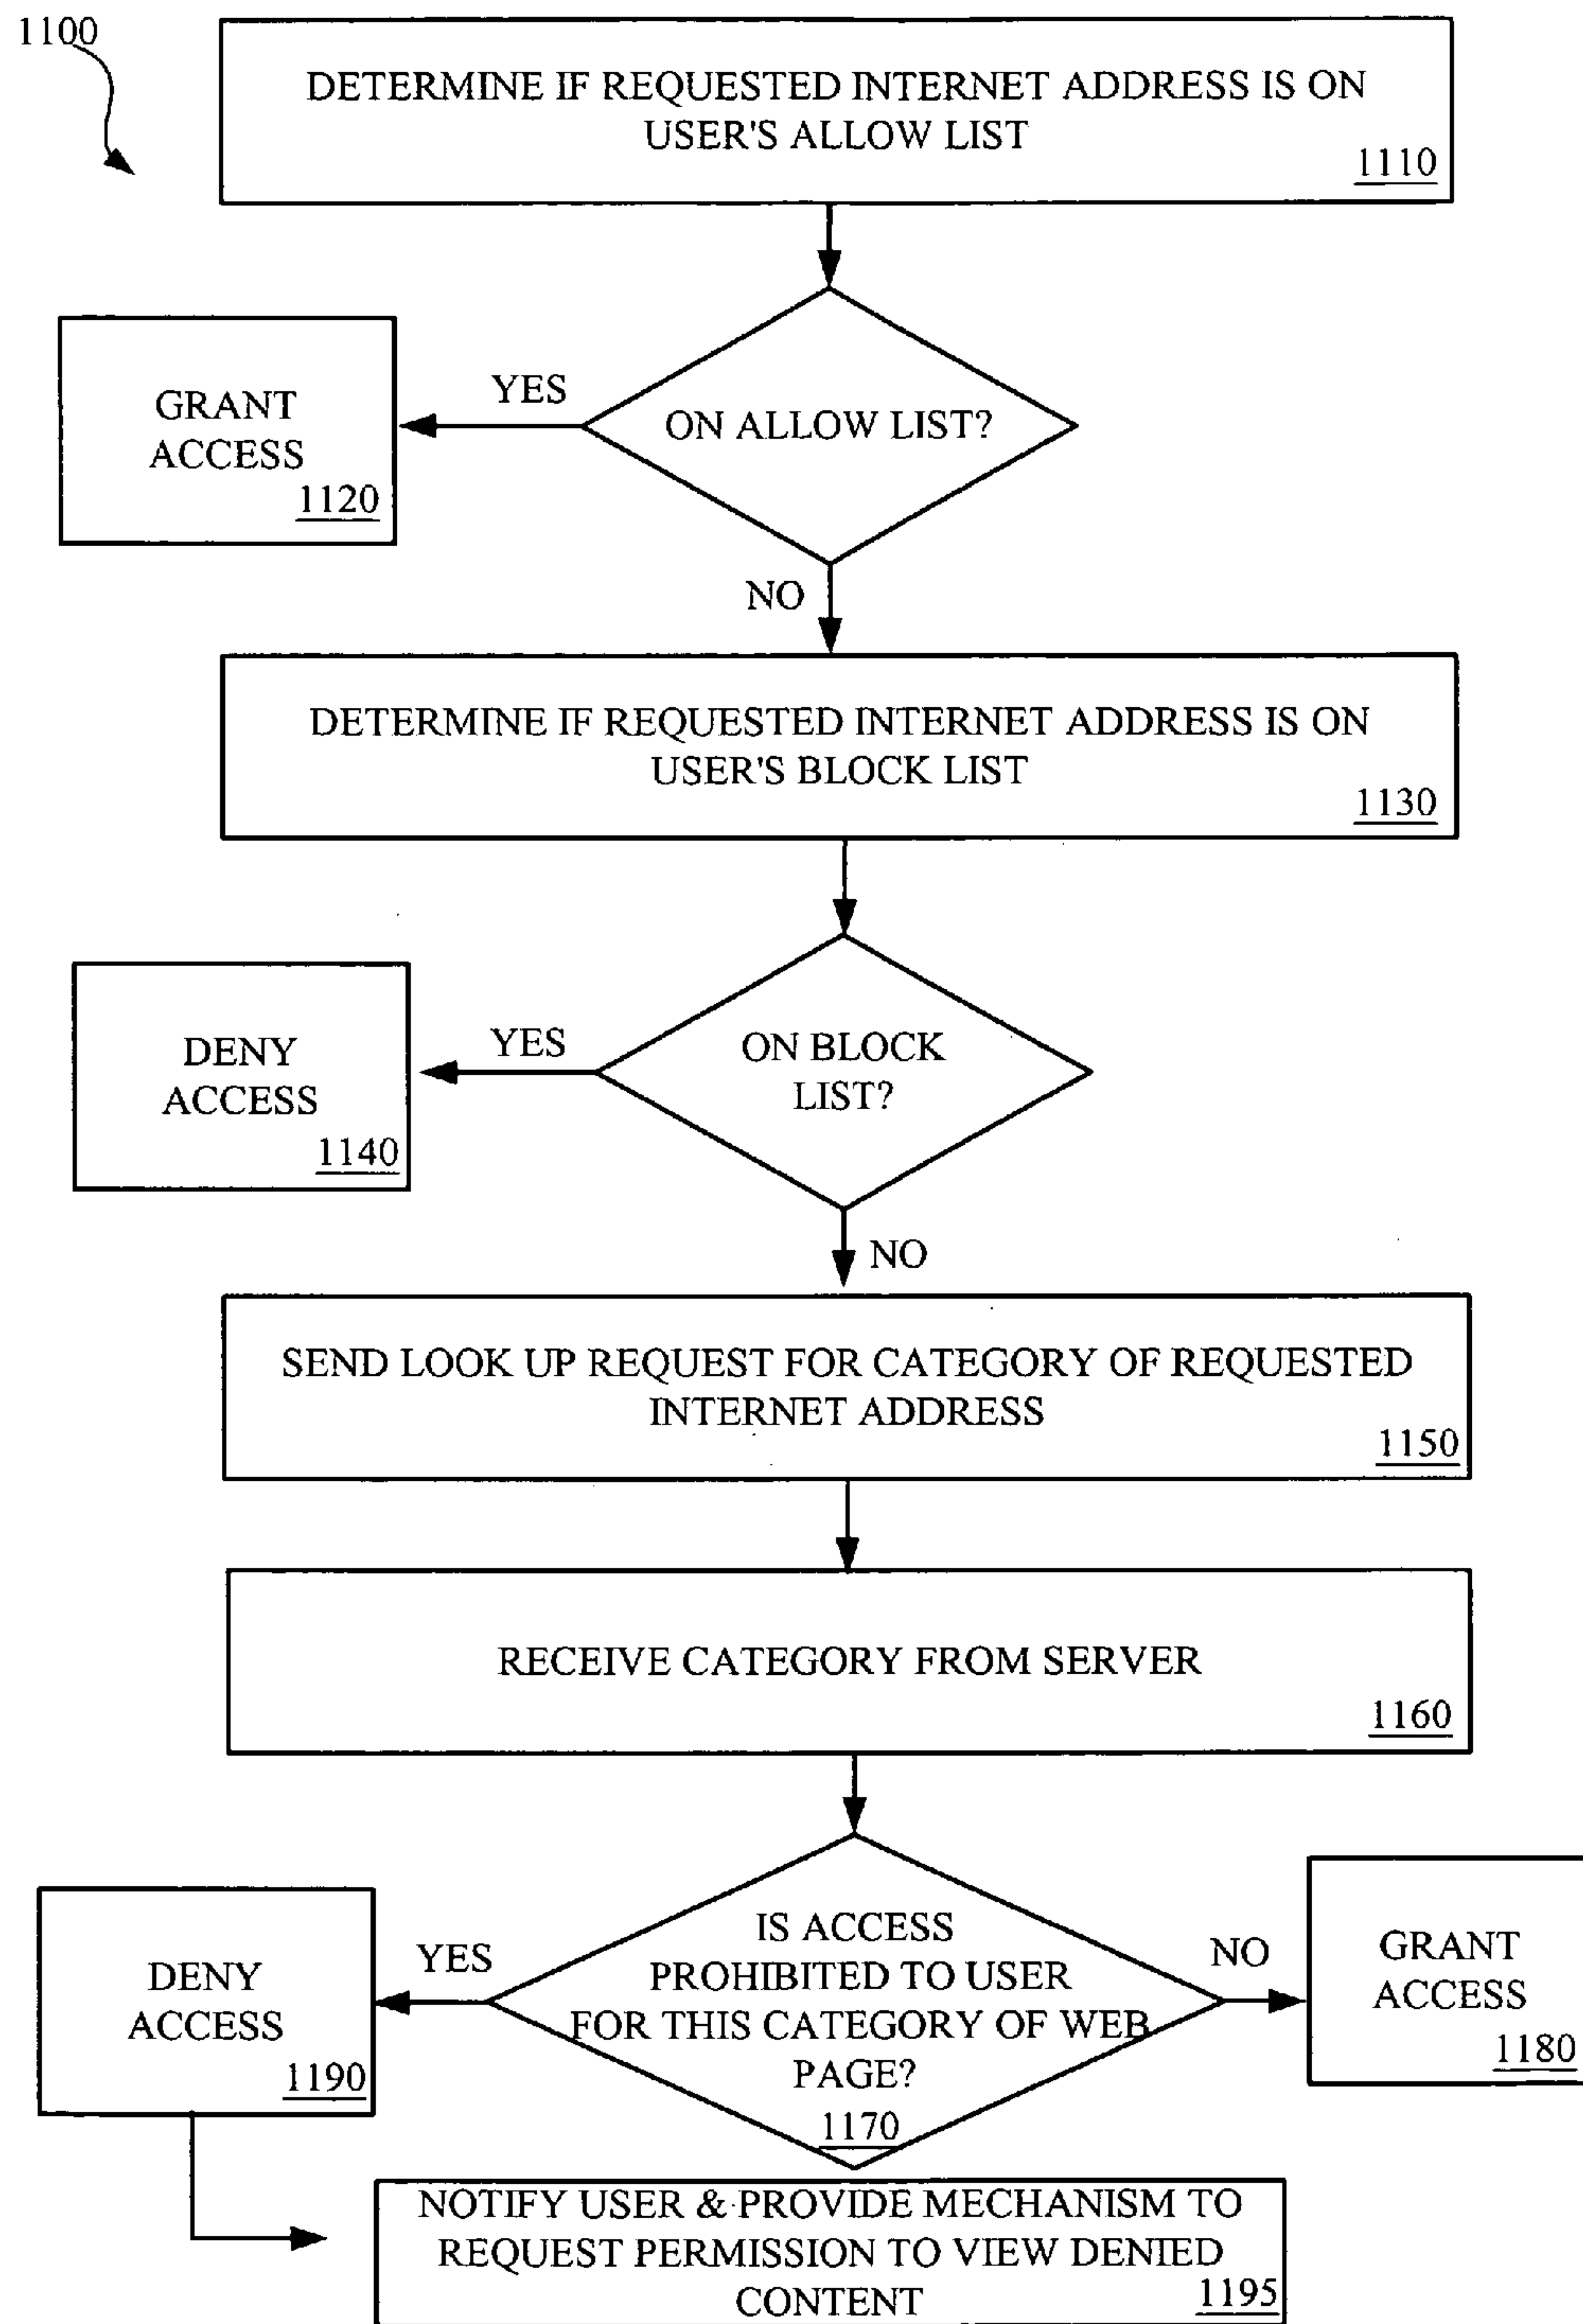 1100
DETERMINE IF REQUESTED INTERNET ADDRESS IS ON
USER'S ALLOW LIST
1110
ON ALLOW LIST?
YES
GRANT
ACCESS
1120
NO
DETERMINE IF REQUESTED INTERNET ADDRESS IS ON
USER'S BLOCK LIST
1130
ON BLOCK
LIST?
YES
DENY
ACCESS
1140
NO
SEND LOOK UP REQUEST FOR CATEGORY OF REQUESTED
INTERNET ADDRESS
1150
RECEIVE CATEGORY FROM SERVER
1160
IS ACCESS
PROHIBITED TO USER
FOR THIS CATEGORY OF WEB
PAGE?
1170
YES
DENY
ACCESS
1190
NO
GRANT
ACCESS
1180
NOTIFY USER & PROVIDE MECHANISM TO
REQUEST PERMISSION TO VIEW DENIED
CONTENT
1195